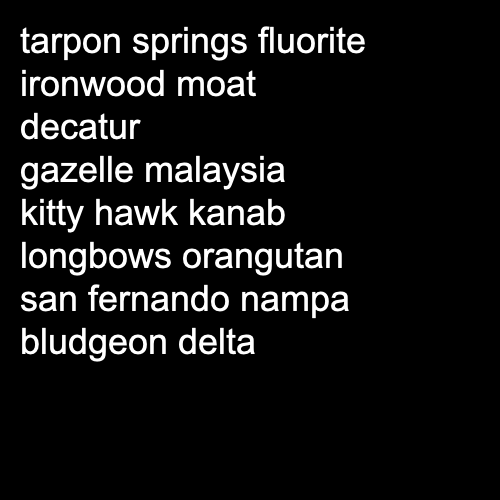 tarpon springs fluorite
ironwood moat
decatur
gazelle malaysia
kitty hawk kanab
longbows orangutan
san fernando nampa
bludgeon delta